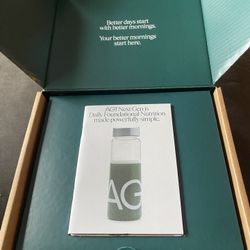 Better days start
with better mornings.
Your better mornings
start here.
AG1 Next Gen is
Daily Foundational Nutrition
made powerfully simple.
AG